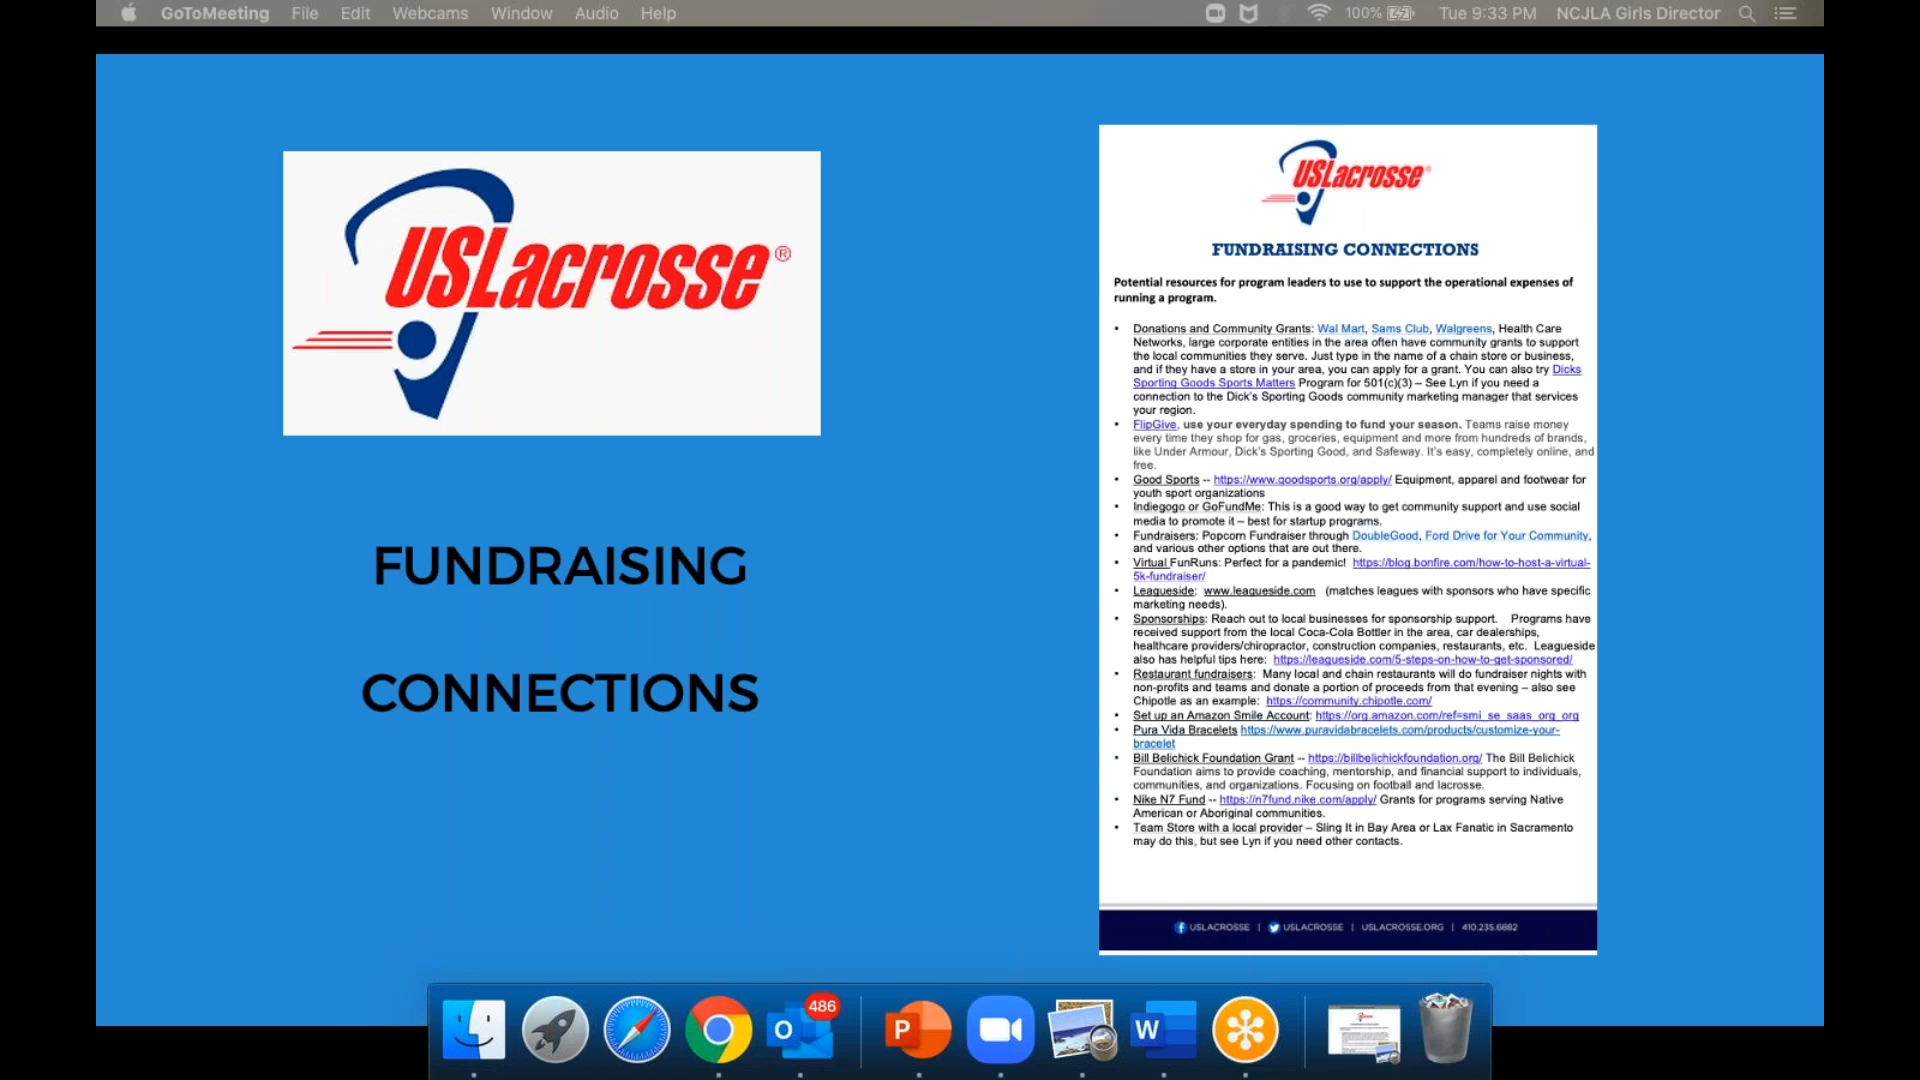 GoToMeeting File Edit Webcams Window Audio Help 100% Tue 9:33 PM NCJLA Girls Director
USLacrosse®
FUNDRAISING
CONNECTIONS
USLacrosse®
FUNDRAISING CONNECTIONS
Potential resources for program leaders to use to support the operational expenses of
running a program.
• Donations and Community Grants: Wal Mart, Sams Club, Walgreens, Health Care
Networks, large corporate entities in the area often have community grants to support
the local communities they serve. Just type in the name of a chain store or business,
and if they have a store in your area, you can apply for a grant. You can also try Dicks
Sporting Goods Sports Matters Program for 501(c)(3) – See Lyn if you need a
connection to the Dick's Sporting Goods community marketing manager that services
your region.
• FlipGive, use your everyday spending to fund your season. Teams raise money
every time they shop for gas, groceries, equipment and more from hundreds of brands,
like Under Armour, Dick's Sporting Good, and Safeway. It's easy, completely online, and
free.
• Good Sports -- https://www.goodsports.org/apply/ Equipment, apparel and footwear for
youth sport organizations
• Indiegogo or GoFundMe: This is a good way to get community support and use social
media to promote it – best for startup programs.
• Fundraisers: Popcorn Fundraiser through DoubleGood, Ford Drive for Your Community,
and various other options that are out there.
• Virtual FunRuns: Perfect for a pandemic! https://blog.bonfire.com/how-to-host-a-virtual-
5k-fundraiser/
• Leagueside: www.leagueside.com (matches leagues with sponsors who have specific
marketing needs).
• Sponsorships: Reach out to local businesses for sponsorship support. Programs have
received support from the local Coca-Cola Bottler in the area, car dealerships,
healthcare providers/chiropractor, construction companies, restaurants, etc. Leagueside
also has helpful tips here: https://leagueside.com/5-steps-on-how-to-get-sponsored/
• Restaurant fundraisers: Many local and chain restaurants will do fundraiser nights with
non-profits and teams and donate a portion of proceeds from that evening – also see
Chipotle as an example: https://community.chipotle.com/
• Set up an Amazon Smile Account: https://org.amazon.com/ref=smi_se_saas_org_org
• Pura Vida Bracelets https://www.puravidabracelets.com/products/customize-your-
bracelet
• Bill Belichick Foundation Grant -- https://billbelichickfoundation.org/ The Bill Belichick
Foundation aims to provide coaching, mentorship, and financial support to individuals,
communities, and organizations. Focusing on football and lacrosse.
• Nike N7 Fund -- https://n7fund.nike.com/apply/ Grants for programs serving Native
American or Aboriginal communities.
• Team Store with a local provider – Sling It in Bay Area or Lax Fanatic in Sacramento
may do this, but see Lyn if you need other contacts.
USLACROSSE | USLACROSSE | USLACROSSE.ORG | 410.235.6882
486
O P W